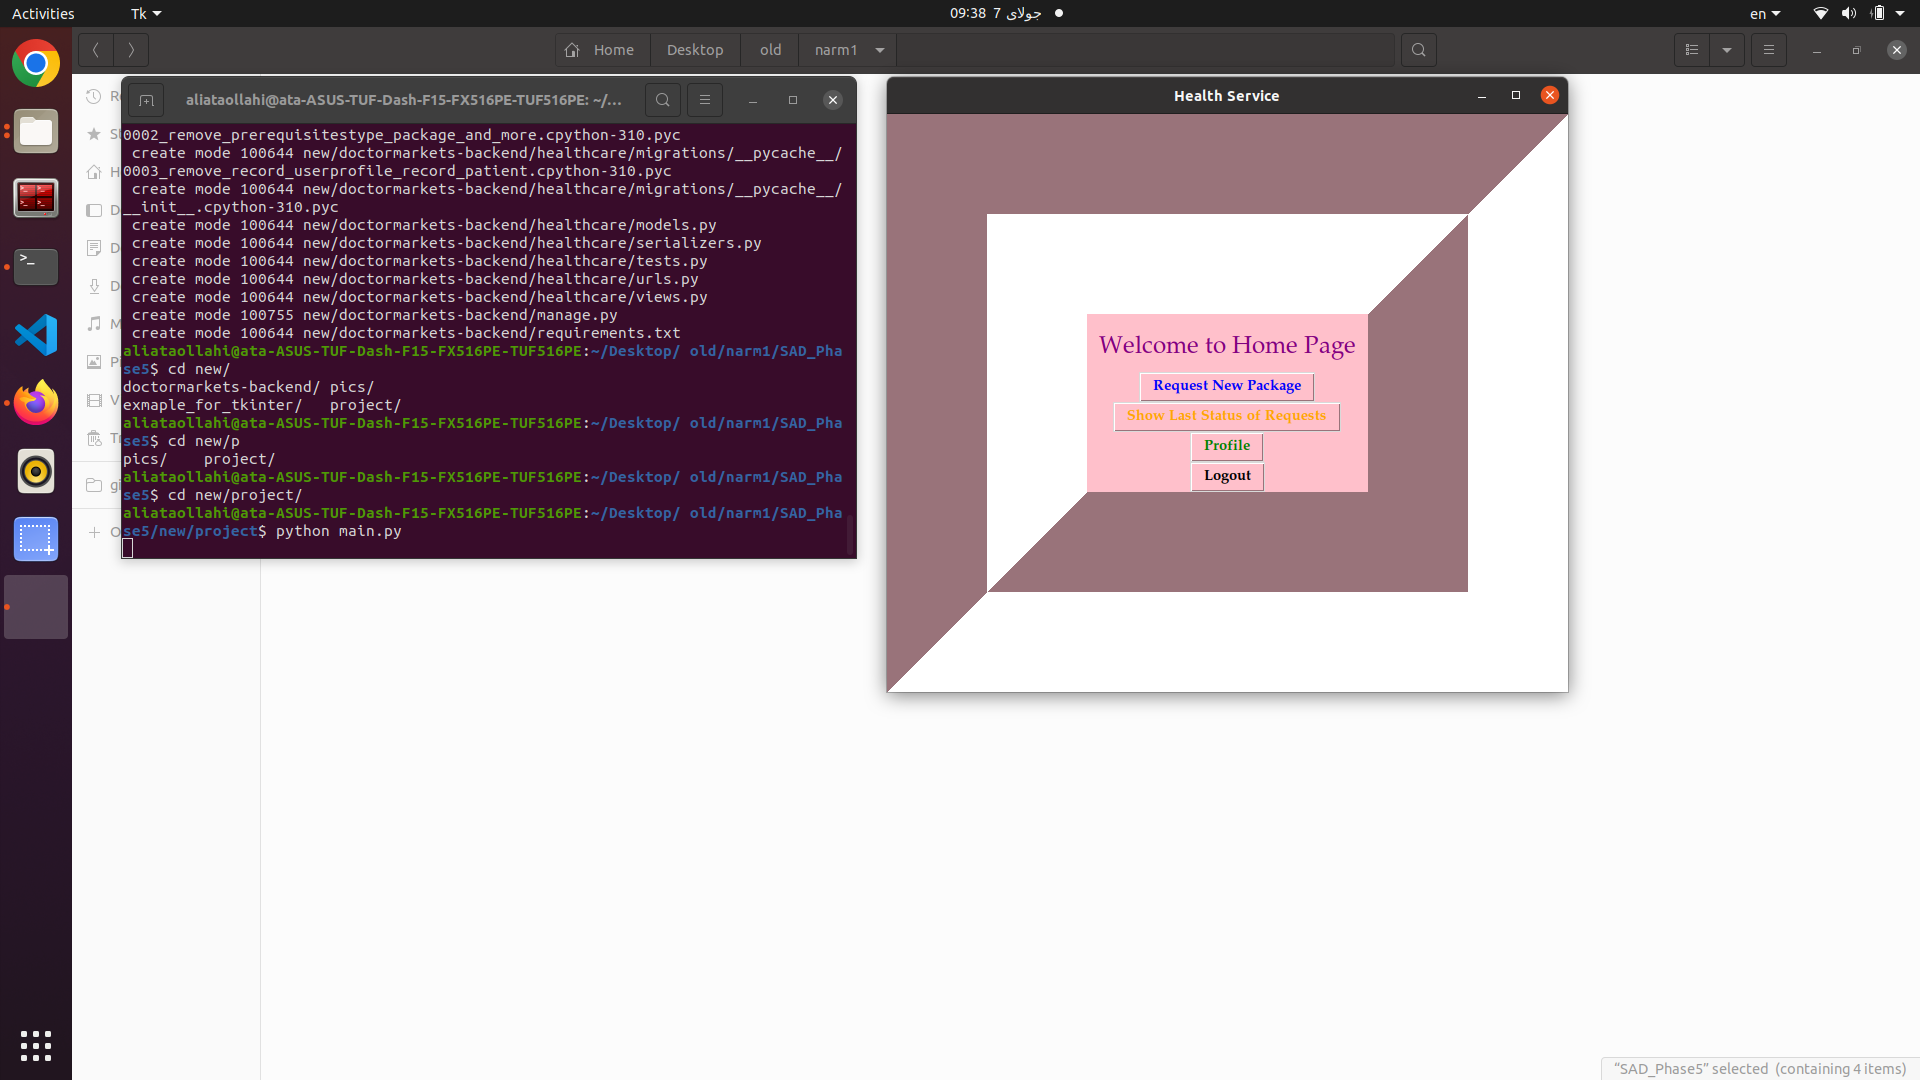 Activities
Tk
09:38 7 جولای
en
Home
Desktop
old
narm1
aliataollahi@ata-ASUS-TUF-Dash-F15-FX516PE-TUF516PE: ~/...
0002_remove_prerequisitestype_package_and_more.cpython-310.pyc
create mode 100644 new/doctormarkets-backend/healthcare/migrations/__pycache__/
0003_remove_record_userprofile_record_patient.cpython-310.pyc
create mode 100644 new/doctormarkets-backend/healthcare/migrations/__pycache__/
__init__.cpython-310.pyc
create mode 100644 new/doctormarkets-backend/healthcare/models.py
create mode 100644 new/doctormarkets-backend/healthcare/serializers.py
create mode 100644 new/doctormarkets-backend/healthcare/tests.py
create mode 100644 new/doctormarkets-backend/healthcare/urls.py
create mode 100644 new/doctormarkets-backend/healthcare/views.py
create mode 100755 new/doctormarkets-backend/manage.py
create mode 100644 new/doctormarkets-backend/requirements.txt
aliataollahi@ata-ASUS-TUF-Dash-F15-FX516PE-TUF516PE:~/Desktop/ old/narm1/SAD_Pha
se5$ cd new/
doctormarkets-backend/ pics/
exmaple_for_tkinter/   project/
aliataollahi@ata-ASUS-TUF-Dash-F15-FX516PE-TUF516PE:~/Desktop/ old/narm1/SAD_Pha
se5$ cd new/p
pics/    project/
aliataollahi@ata-ASUS-TUF-Dash-F15-FX516PE-TUF516PE:~/Desktop/ old/narm1/SAD_Pha
se5$ cd new/project/
aliataollahi@ata-ASUS-TUF-Dash-F15-FX516PE-TUF516PE:~/Desktop/ old/narm1/SAD_Pha
se5/new/project$ python main.py
Health Service
Welcome to Home Page
Request New Package
Show Last Status of Requests
Profile
Logout
“SAD_Phase5” selected (containing 4 items)